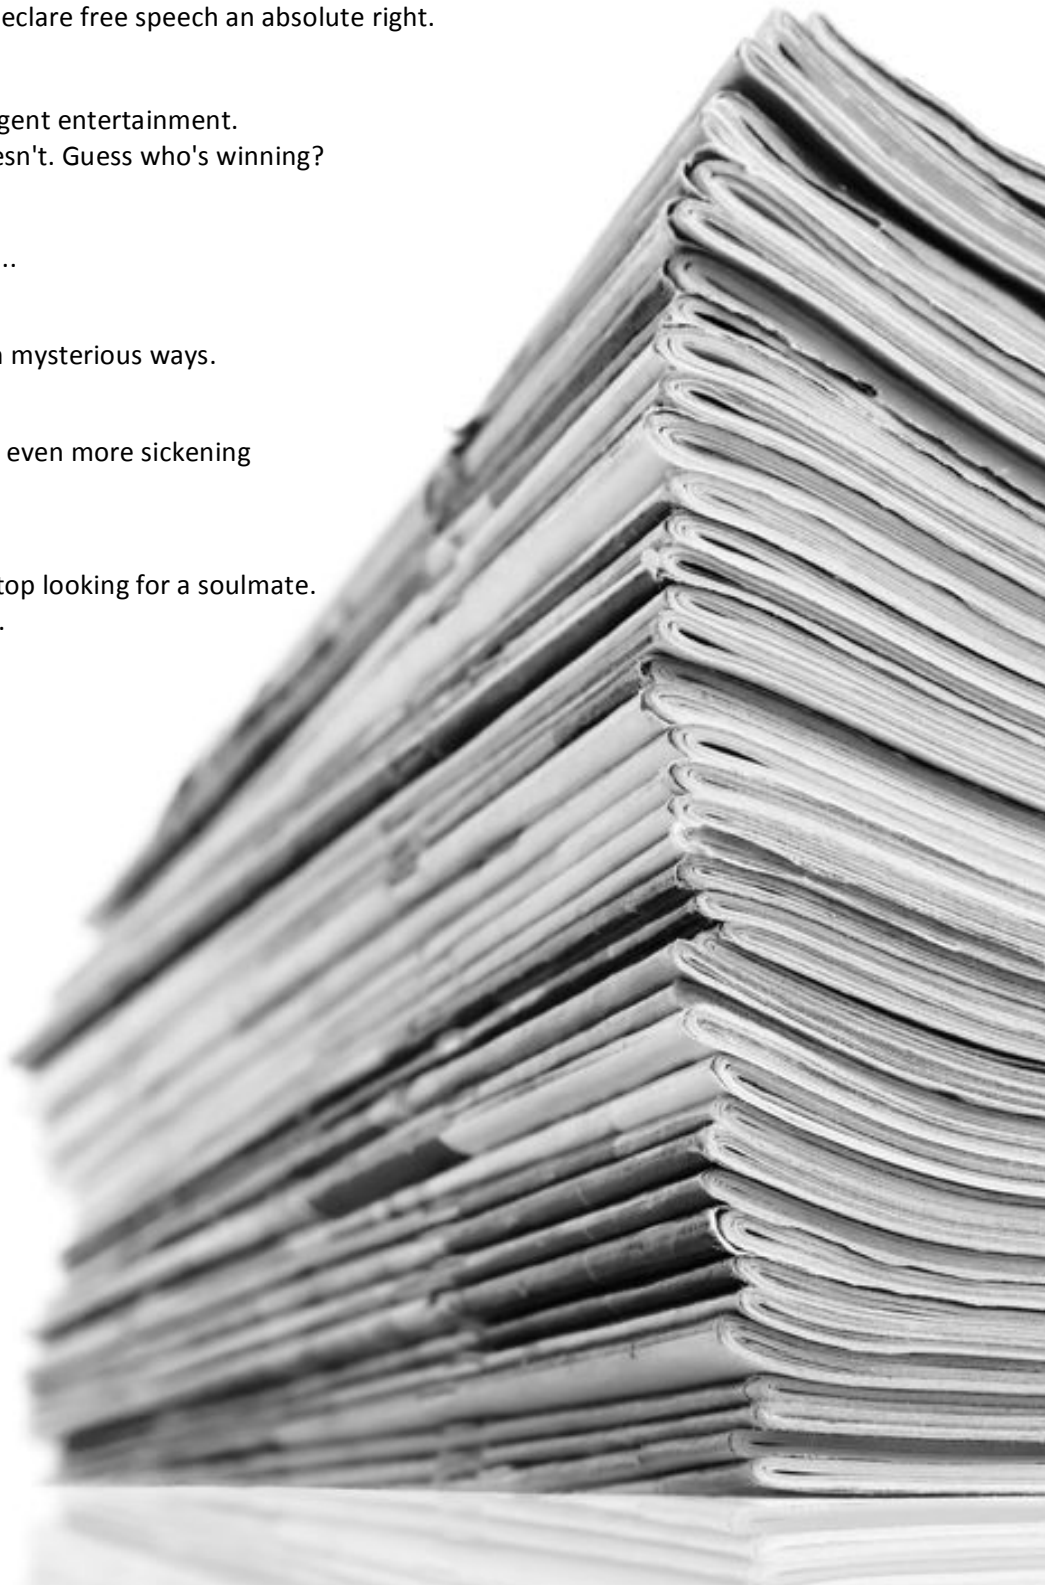 eclare free speech an absolute right.
gent entertainment.
esn't. Guess who's winning?
..
mysterious ways.
even more sickening
top looking for a soulmate.
.